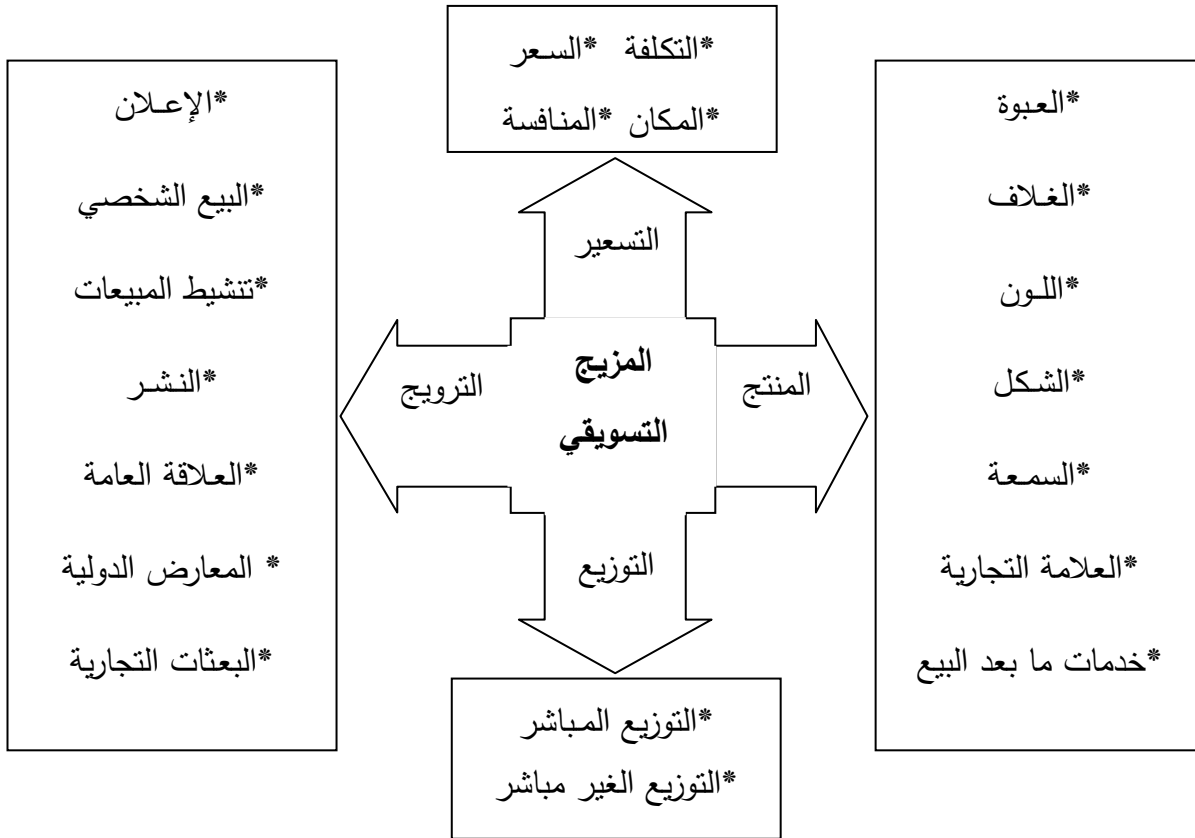 *التكلفة *السعر
*المكان *المنافسة
*العبوة
*الغلاف
*اللون
*الشكل
*السمعة
*العلامة التجارية
*خدمات ما بعد البيع
التسعير
المنتج
المزيج
التسويقي
الترويج
التوزيع
*الإعلان
*البيع الشخصي
*تنشيط المبيعات
*النشر
*العلاقة العامة
* المعارض الدولية
*البعثات التجارية
*التوزيع المباشر
*التوزيع الغير مباشر